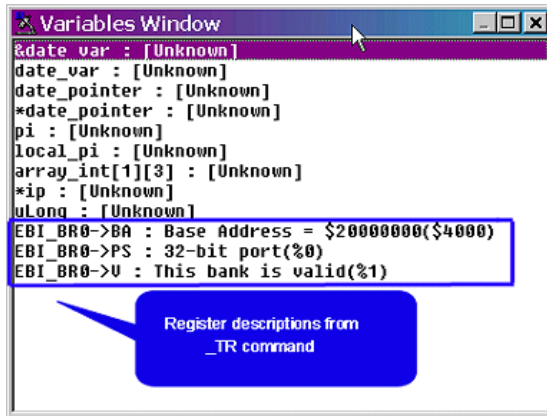 Variables Window
&date_var : [Unknown]
date_var : [Unknown]
date_pointer : [Unknown]
*date_pointer : [Unknown]
pi : [Unknown]
local_pi : [Unknown]
array_int[1][3] : [Unknown]
*ip : [Unknown]
uLong : [Unknown]
EBI_BR0->BA : Base Address = $20000000($4000)
EBI_BR0->PS : 32-bit port(%0)
EBI_BR0->V : This bank is valid(%1)
Register descriptions from
_TR command